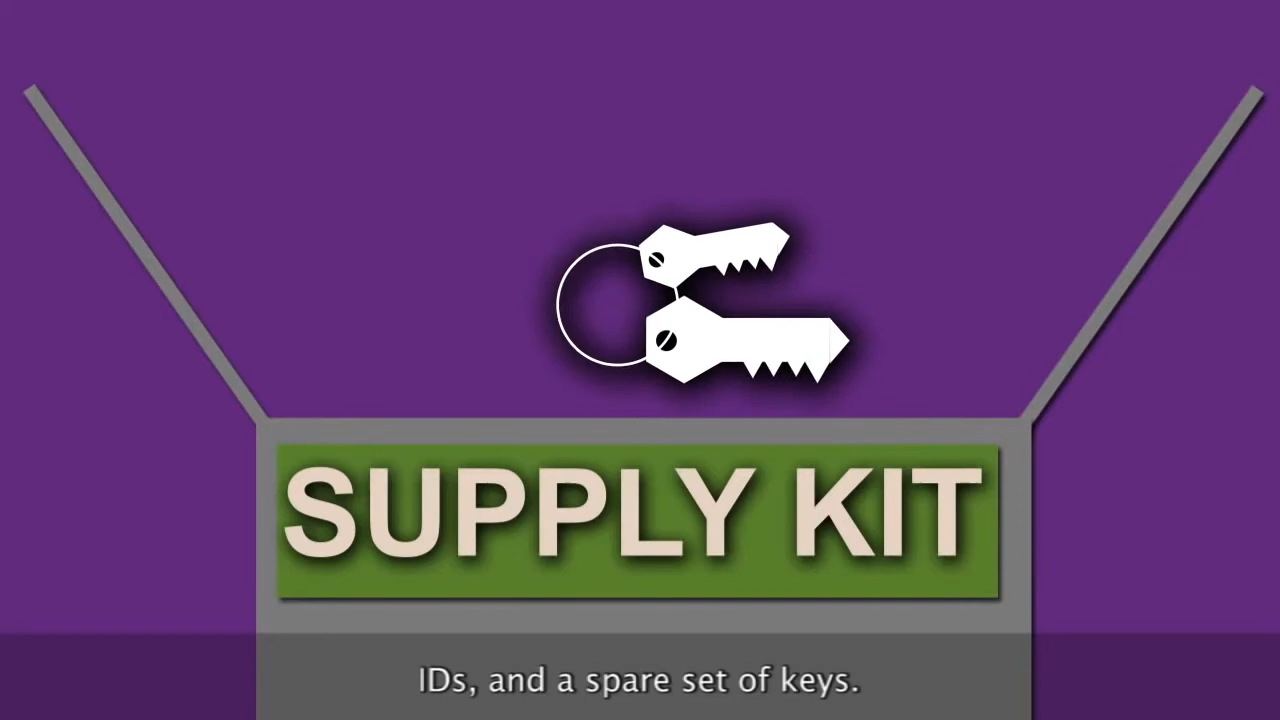 SUPPLY KIT
IDs, and a spare set of keys.